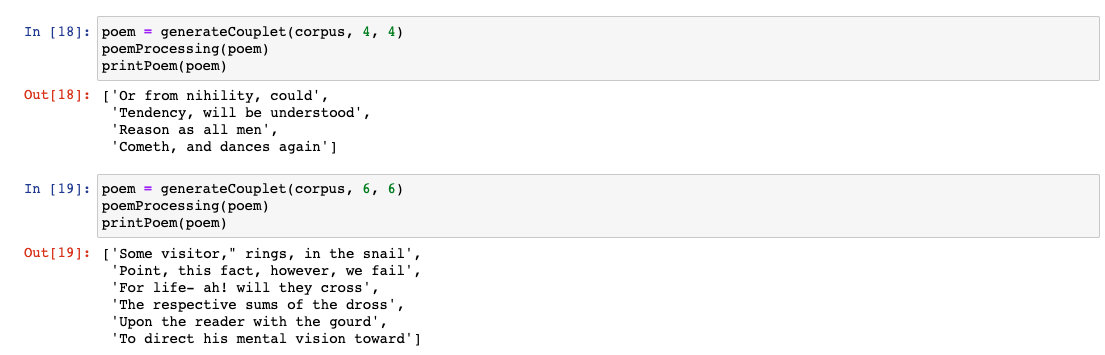 In [18]: poem = generateCouplet(corpus, 4, 4)
poemProcessing(poem)
printPoem(poem)
Out[18]: ['Or from nihility, could',
'Tendency, will be understood',
'Reason as all men',
'Cometh, and dances again']
In [19]: poem = generateCouplet(corpus, 6, 6)
poemProcessing(poem)
printPoem(poem)
Out[19]: ['Some visitor," rings, in the snail',
'Point, this fact, however, we fail',
'For life- ah! will they cross',
'The respective sums of the dross',
'Upon the reader with the gourd',
'To direct his mental vision toward']